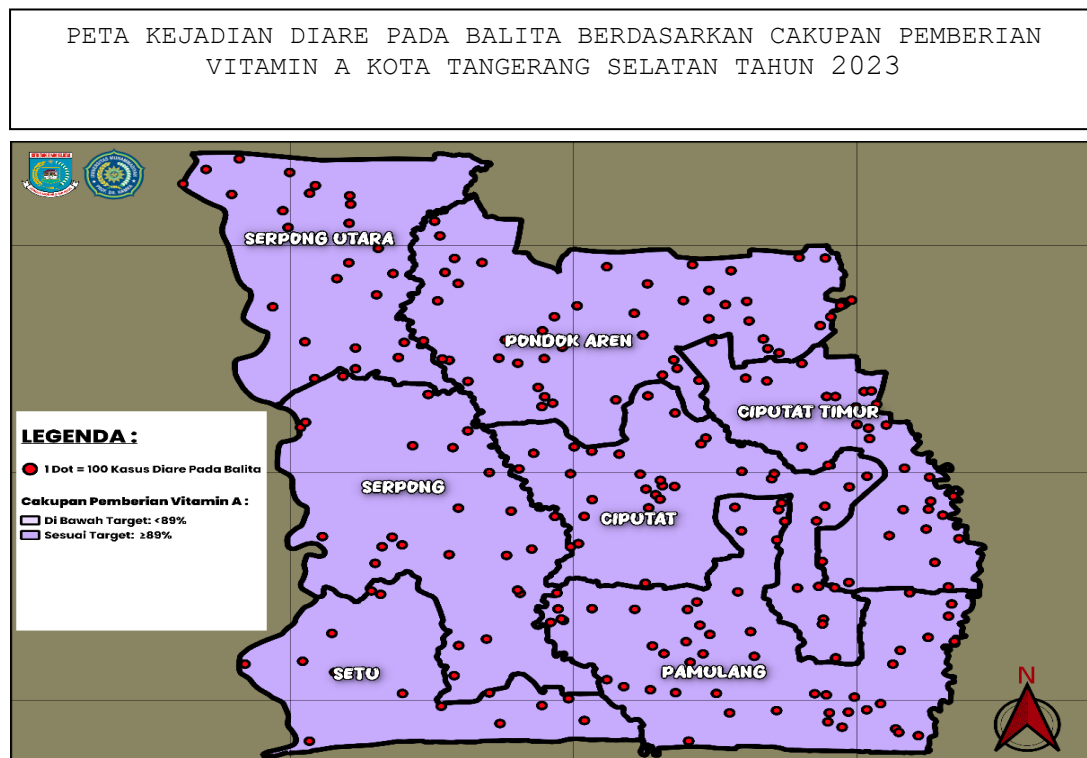 PETA KEJADIAN DIARE PADA BALITA BERDASARKAN CAKUPAN PEMBERIAN
VITAMIN A KOTA TANGERANG SELATAN TAHUN 2023
SERPONG UTARA
PONDOK AREN
CIPUTAT TIMUR
LEGENDA :
1 Dot = 100 Kasus Diare Pada Balita
Cakupan Pemberian Vitamin A :
Di Bawah Target: <89%
Sesuai Target: ≥89%
SERPONG
CIPUTAT
SETU
PAMULANG
N